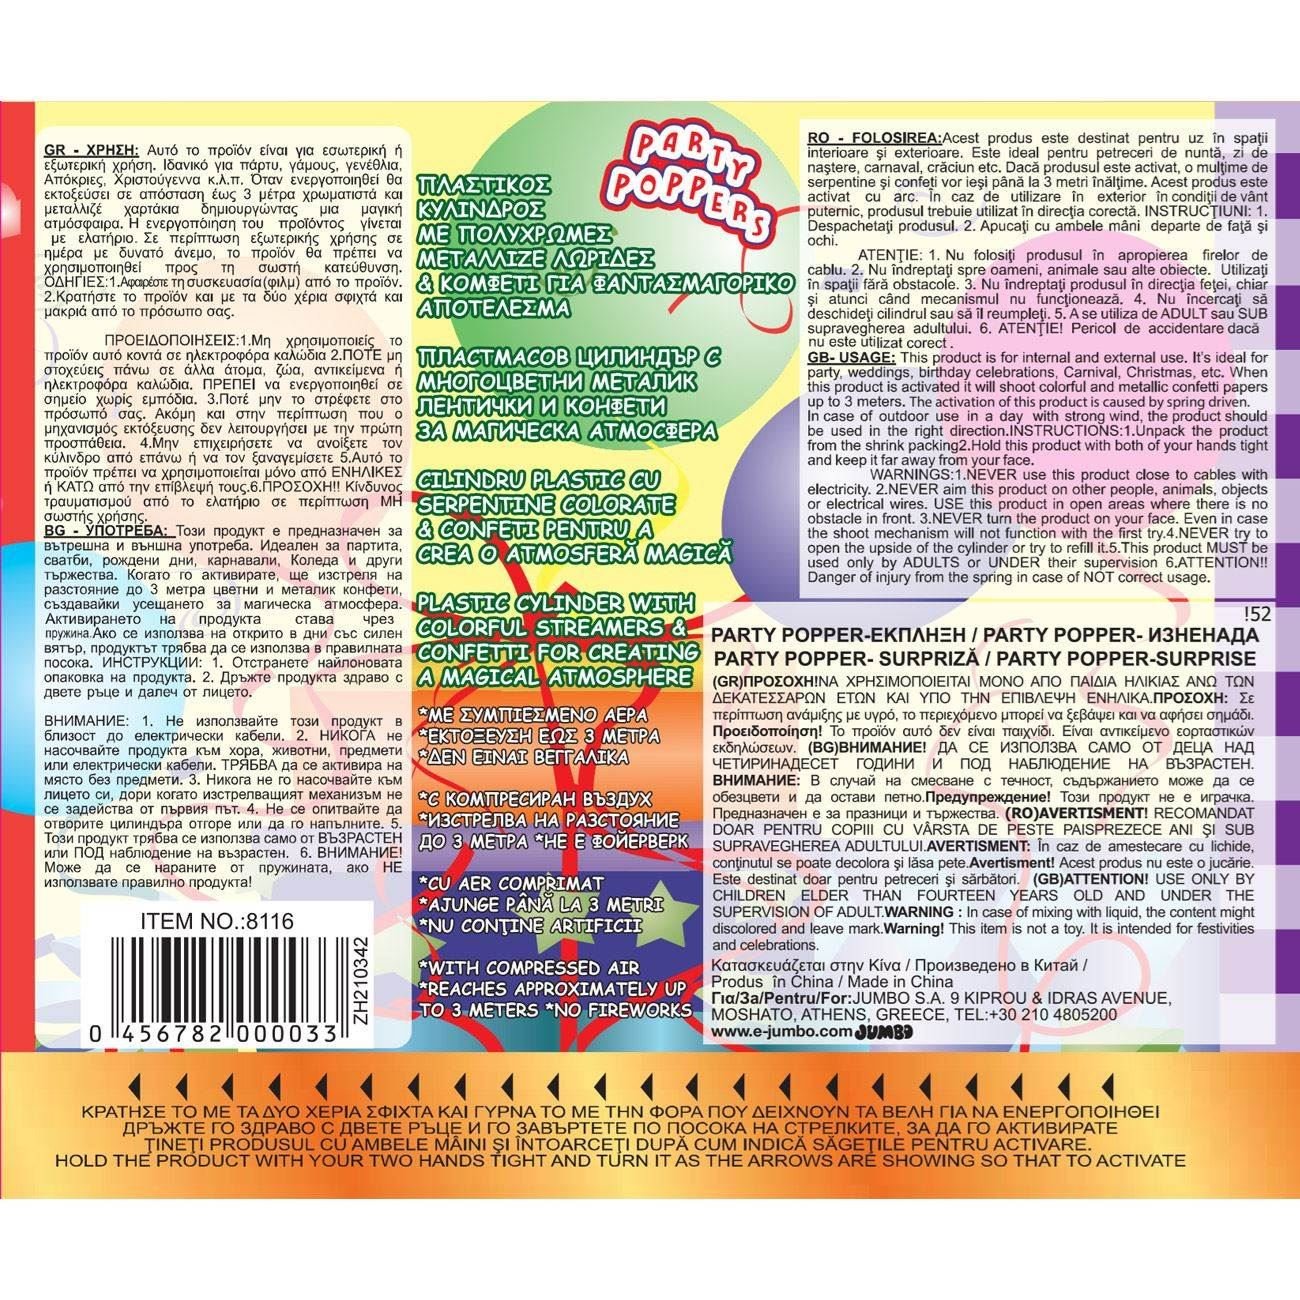 GR - ΧΡΗΣΗ: Αυτό το προϊόν είναι για εσωτερική ή
εξωτερική χρήση. Ιδανικό για πάρτυ, γάμους, γενέθλια,
Απόκριες, Χριστούγεννα κ.λ.π. Όταν ενεργοποιηθεί θα
εκτοξεύσει σε απόσταση έως 3 μέτρα χρωματιστά και
μεταλλιζέ χαρτάκια δημιουργώντας μια μαγική
ατμόσφαιρα. Η ενεργοπόιηση του προϊόντος γίνεται
με ελατήριο. Σε περίπτωση εξωτερικής χρήσης σε
ημέρα με δυνατό άνεμο, το προϊόν θα πρέπει να
χρησιμοποιηθεί προς τη σωστή κατεύθυνση.
ΟΔΗΓΙΕΣ:1.Αφαιρέστε τη συσκευασία(φιλμ) από το προϊόν.
2.Κρατήστε το προϊόν και με τα δύο χέρια σφιχτά και
μακριά από το πρόσωπο σας.
ΠΡΟΕΙΔΟΠΟΙΗΣΕΙΣ:1.Μη χρησιμοποιείς το
προϊόν αυτό κοντά σε ηλεκτροφόρα καλώδια 2.ΠΟΤΕ μη
στοχεύεις πάνω σε άλλα άτομα, ζώα, αντικείμενα ή
ηλεκτροφόρα καλώδια. ΠΡΕΠΕΙ να ενεργοποιηθεί σε
σημείο χωρίς εμπόδια. 3.Ποτέ μην το στρέφετε στο
πρόσωπό σας. Ακόμη και στην περίπτωση που ο
μηχανισμός εκτόξευσης δεν λειτουργήσει με την πρώτη
προσπάθεια. 4.Μην επιχειρήσετε να ανοίξετε τον
κύλινδρο από επάνω ή να τον ξαναγεμίσετε 5.Αυτό το
προϊόν πρέπει να χρησιμοποιείται μόνο από ΕΝΗΛΙΚΕΣ
ή ΚΑΤΩ από την επίβλεψή τους.6.ΠΡΟΣΟΧΗ!! Κίνδυνος
τραυματισμού από το ελατήριο σε περίπτωση ΜΗ
σωστής χρήσης.
BG - УПОТРЕБА: Този продукт е предназначен за
вътрешна и външна употреба. Идеален за партита,
сватби, рождени дни, карнавали, Коледа и други
тържества. Когато го активирате, ще изстреля на
разстояние до 3 метра цветни и металик конфети,
създавайки усещането за магическа атмосфера.
Активирането на продукта става чрез
пружина.Ако се използва на открито в дни със силен
вятър, продуктът трябва да се използва в правилната
посока. ИНСТРУКЦИИ: 1. Отстранете найлоновата
опаковка на продукта. 2. Дръжте продукта здраво с
двете ръце и далеч от лицето.
ВНИМАНИЕ: 1. Не използвайте този продукт в
близост до електрически кабели. 2. НИКОГА не
насочвайте продукта към хора, животни, предмети
или електрически кабели. ТРЯБВА да се активира на
място без предмети. 3. Никога не го насочвайте към
лицето си, дори когато изстрелващият механизъм не
се задейства от първия път. 4. Не се опитвайте да
отворите цилиндъра отгоре или да го напълните. 5.
Този продукт трябва се използва само от ВЪЗРАСТЕН
или ПОД наблюдение на възрастен. 6. ВНИМАНИЕ!
Може да се нараните от пружината, ако НЕ
използвате правилно продукта!
ITEM NO.:8116
0 456782 000033
ZH210342
PARTY
POPPERS
ΠΛΑΣΤΙΚΟΣ
ΚΥΛΙΝΔΡΟΣ
ΜΕ ΠΟΛΥΧΡΩΜΕΣ
ΜΕΤΑΛΛΙΖΕ ΛΩΡΙΔΕΣ
& ΚΟΜΦΕΤΙ ΓΙΑ ΦΑΝΤΑΣΜΑΓΟΡΙΚΟ
ΑΠΟΤΕΛΕΣΜΑ
ПЛАСТМАСОВ ЦИЛИНДЪР С
МНОГОЦВЕТНИ МЕТАЛИК
ЛЕНТИЧКИ И КОНФЕТИ
ЗА МАГИЧЕСКА АТМОСФЕРА
CILINDRU PLASTIC CU
SERPENTINE COLORATE
& CONFETI PENTRU A
CREA O ATMOSFERĂ MAGICĂ
PLASTIC CYLINDER WITH
COLORFUL STREAMERS &
CONFETTI FOR CREATING
A MAGICAL ATMOSPHERE
*ΜΕ ΣΥΜΠΙΕΣΜΕΝΟ ΑΕΡΑ
*ΕΚΤΟΞΕΥΣΗ ΕΩΣ 3 ΜΕΤΡΑ
*ΔΕΝ ΕΙΝΑΙ ΒΕΓΓΑΛΙΚΑ
*С КОМПРЕСИРАН ВЪЗДУХ
*ИЗСТРЕЛВА НА РАЗСТОЯНИЕ
ДО 3 МЕТРА *НЕ Е ФОЙЕРВЕРК
*CU AER COMPRIMAT
*AJUNGE PÂNĂ LA 3 METRI
*NU CONŢINE ARTIFICII
*WITH COMPRESSED AIR
*REACHES APPROXIMATELY UP
TO 3 METERS *NO FIREWORKS
RO - FOLOSIREA:Acest produs este destinat pentru uz în spaţii
interioare şi exterioare. Este ideal pentru petreceri de nuntă, zi de
naştere, carnaval, crăciun etc. Dacă produsul este activat, o mulţime de
serpentine şi confeti vor ieşi până la 3 metri înălţime. Acest produs este
activat cu arc. În caz de utilizare în exterior în condiţii de vânt
puternic, produsul trebuie utilizat în direcţia corectă. INSTRUCŢIUNI: 1.
Despachetaţi produsul. 2. Apucaţi cu ambele mâni departe de faţă şi
ochi.
ATENŢIE: 1. Nu folosiţi produsul în apropierea firelor de
cablu. 2. Nu îndreptaţi spre oameni, animale sau alte obiecte. Utilizaţi
în spaţii fără obstacole. 3. Nu îndreptaţi produsul în direcţia feţei, chiar
şi atunci când mecanismul nu funcţionează. 4. Nu încercaţi să
deschideţi cilindrul sau să îl reumpleţi. 5. A se utiliza de ADULT sau SUB
supravegherea adultului. 6. ATENŢIE! Pericol de accidentare dacă
nu este utilizat corect .
GB- USAGE: This product is for internal and external use. It's ideal for
party, weddings, birthday celebrations, Carnival, Christmas, etc. When
this product is activated it will shoot colorful and metallic confetti papers
up to 3 meters. The activation of this product is caused by spring driven.
In case of outdoor use in a day with strong wind, the product should
be used in the right direction.INSTRUCTIONS:1.Unpack the product
from the shrink packing2.Hold this product with both of your hands tight
and keep it far away from your face.
WARNINGS:1.NEVER use this product close to cables with
electricity. 2.NEVER aim this product on other people, animals, objects
or electrical wires. USE this product in open areas where there is no
obstacle in front. 3.NEVER turn the product on your face. Even in case
the shoot mechanism will not function with the first try.4.NEVER try to
open the upside of the cylinder or try to refill it.5.This product MUST be
used only by ADULTS or UNDER their supervision 6.ATTENTION!!
Danger of injury from the spring in case of NOT correct usage.
!52
PARTY POPPER-ΕΚΠΛΗΞΗ / PARTY POPPER- ИЗНЕНАДА
PARTY POPPER- SURPRIZĂ / PARTY POPPER-SURPRISE
(GR)ΠΡΟΣΟΧΗ!ΝΑ ΧΡΗΣΙΜΟΠΟΙΕΙΤΑΙ ΜΟΝΟ ΑΠΟ ΠΑΙΔΙΑ ΗΛΙΚΙΑΣ ΑΝΩ ΤΩΝ
ΔΕΚΑΤΕΣΣΑΡΩΝ ΕΤΩΝ ΚΑΙ ΥΠΟ ΤΗΝ ΕΠΙΒΛΕΨΗ ΕΝΗΛΙΚΑ.ΠΡΟΣΟΧΗ: Σε
περίπτωση ανάμιξης με υγρό, το περιεχόμενο μπορεί να ξεβάψει και να αφήσει σημάδι.
Προειδοποίηση! Το προϊόν αυτό δεν είναι παιχνίδι. Είναι αντικείμενο εορταστικών
εκδηλώσεων. (BG)ВНИМАНИЕ! ДА СЕ ИЗПОЛЗВА САМО ОТ ДЕЦА НАД
ЧЕТИРИНАДЕСЕТ ГОДИНИ И ПОД НАБЛЮДЕНИЕ НА ВЪЗРАСТЕН.
ВНИМАНИЕ: В случай на смесване с течност, съдържанието може да се
обезцвети и да остави петно.Предупреждение! Този продукт не е играчка.
Предназначен е за празници и тържества. (RO)AVERTISMENT! RECOMANDAT
DOAR PENTRU COPIII CU VÂRSTA DE PESTE PAISPREZECE ANI ŞI SUB
SUPRAVEGHEREA ADULTULUI.AVERTISMENT: În caz de amestecare cu lichide,
conţinutul se poate decolora şi lăsa pete.Avertisment! Acest produs nu este o jucărie.
Este destinat doar pentru petreceri şi sărbători. (GB)ATTENTION! USE ONLY BY
CHILDREN ELDER THAN FOURTEEN YEARS OLD AND UNDER THE
SUPERVISION OF ADULT.WARNING : In case of mixing with liquid, the content might
discolored and leave mark.Warning! This item is not a toy. It is intended for festivities
and celebrations.
Κατασκευάζεται στην Κίνα / Произведено в Китай /
Produs în China / Made in China
Για/За/Pentru/For:JUMBO S.A. 9 KIPROU & IDRAS AVENUE,
MOSHATO, ATHENS, GREECE, TEL:+30 210 4805200
www.e-jumbo.com JUMBO
ΚΡΑΤΗΣΕ ΤΟ ΜΕ ΤΑ ΔΥΟ ΧΕΡΙΑ ΣΦΙΧΤΑ ΚΑΙ ΓΥΡΝΑ ΤΟ ΜΕ ΤΗΝ ΦΟΡΑ ΠΟΥ ΔΕΙΧΝΟΥΝ ΤΑ ΒΕΛΗ ΓΙΑ ΝΑ ΕΝΕΡΓΟΠΟΙΗΘΕΙ
ДРЪЖТЕ ГО ЗДРАВО С ДВЕТЕ РЪЦЕ И ГО ЗАВЪРТЕТЕ ПО ПОСОКА НА СТРЕЛКИТЕ, ЗА ДА ГО АКТИВИРАТЕ
ŢINEŢI PRODUSUL CU AMBELE MÂINI ŞI ÎNTOARCEŢI DUPĂ CUM INDICĂ SĂGEŢILE PENTRU ACTIVARE.
HOLD THE PRODUCT WITH YOUR TWO HANDS TIGHT AND TURN IT AS THE ARROWS ARE SHOWING SO THAT TO ACTIVATE